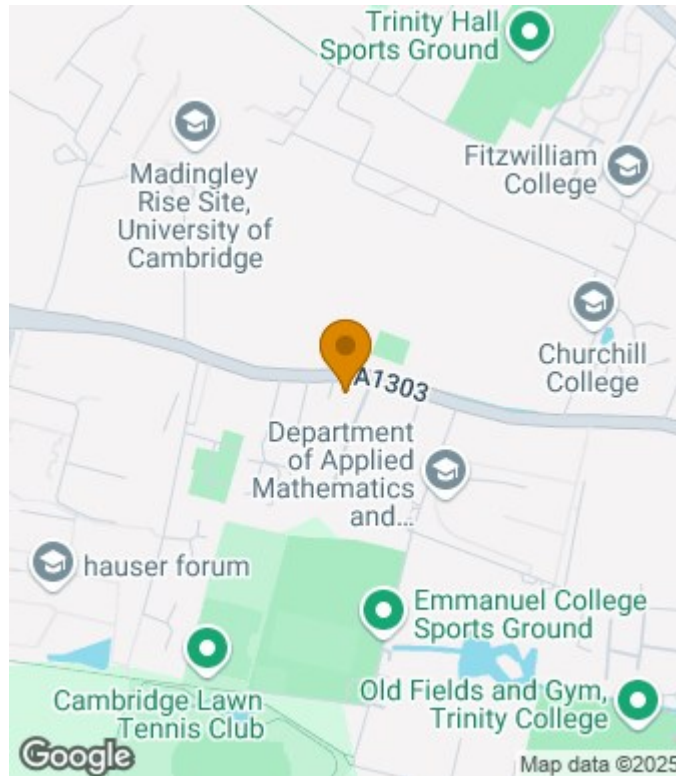 Trinity Hall
Sports Ground
Madingley
Rise Site,
University of
Cambridge
Fitzwilliam
College
Churchill
College
A1303
Department
of Applied
Mathematics
and...
hauser forum
Emmanuel College
Sports Ground
Cambridge Lawn
Tennis Club
Old Fields and Gym,
Trinity College
Google
Map data ©2025